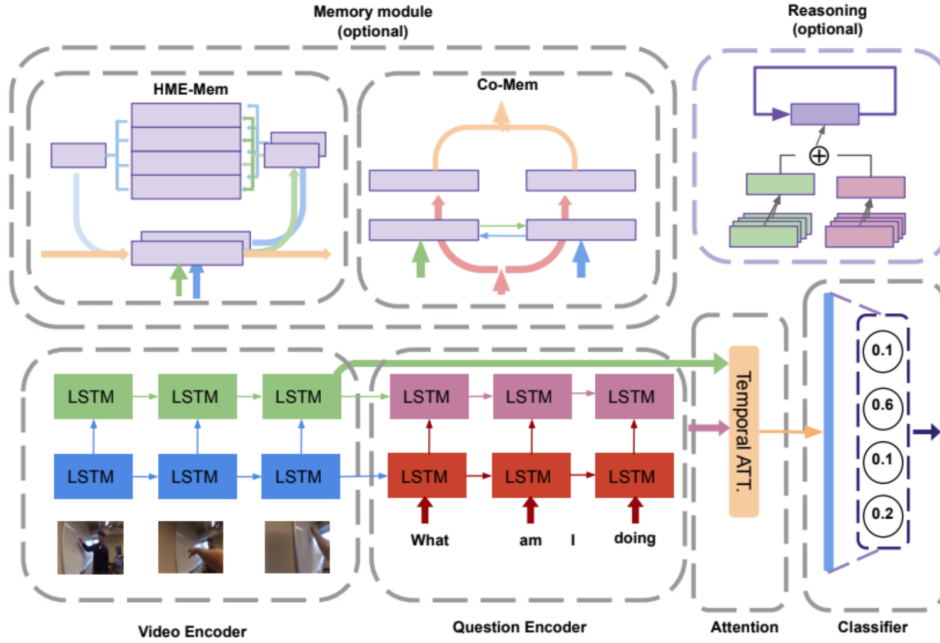 Memory module
(optional)
Reasoning
(optional)
HME-Mem
Co-Mem
LSTM LSTM LSTM LSTM LSTM LSTM
LSTM LSTM LSTM LSTM LSTM LSTM
What am I doing
Temporal ATT.
0.1
0.6
0.1
0.2
Video Encoder
Question Encoder
Attention
Classifier